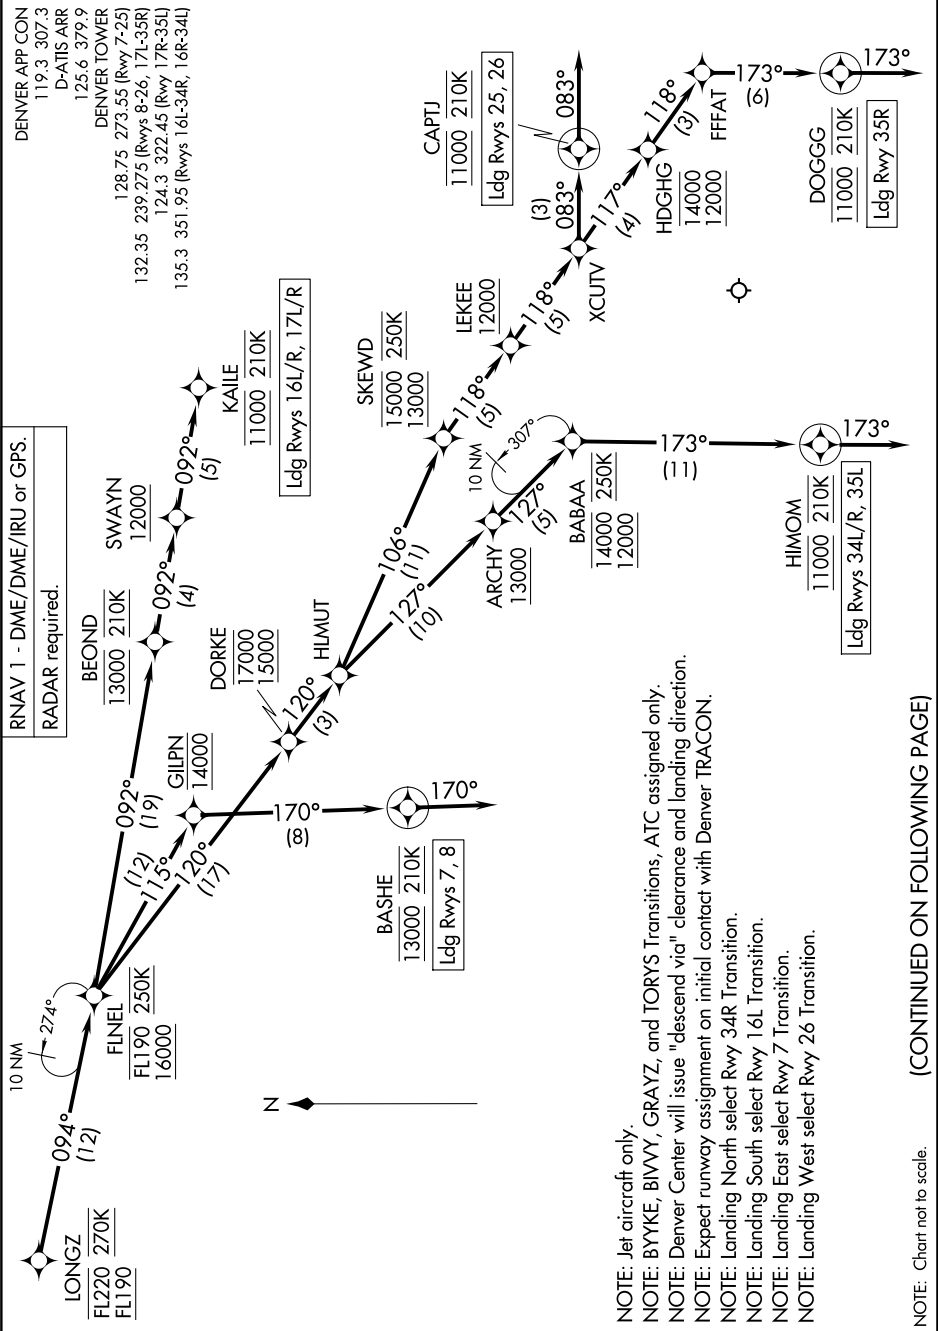 RNAV 1 - DME/DME/IRU or GPS.
RADAR required.
DENVER APP CON
119.3 307.3
D-ATIS ARR
125.6 379.9
DENVER TOWER
128.75 273.55 (Rwy 7-25)
132.35 239.275 (Rwys 8-26, 17L-35R)
124.3 322.45 (Rwy 17R-35L)
135.3 351.95 (Rwys 16L-34R, 16R-34L)
LONGZ
FL220 270K
FL190
094°
(12)
10 NM
274°
FLNEL
FL190 250K
16000
092°
(19)
BEOND
13000 210K
092°
(4)
SWAYN
12000
092°
(5)
KAILE
11000 210K
Ldg Rwys 16L/R, 17L/R
(12)
115°
GILPN
14000
170°
(8)
BASHE
13000 210K
170°
Ldg Rwys 7, 8
120°
(17)
DORKE
17000
15000
120°
(3)
HLMUT
106°
(11)
SKEWD
15000 250K
13000
118°
(5)
LEKEE
12000
118°
(5)
XCUTV
(3)
083°
CAPTJ
11000 210K
083°
Ldg Rwys 25, 26
117°
(4)
HDGHG
14000
12000
118°
(3)
FFFAT
173°
(6)
DOGGG
11000 210K
173°
Ldg Rwy 35R
127°
(10)
ARCHY
13000
127°
(5)
10 NM
307°
BABAA
14000 250K
12000
173°
(11)
HIMOM
11000 210K
173°
Ldg Rwys 34L/R, 35L
N
NOTE: Jet aircraft only.
NOTE: BYYKE, BIVVY, GRAYZ, and TORYS Transitions, ATC assigned only.
NOTE: Denver Center will issue "descend via" clearance and landing direction.
NOTE: Expect runway assignment on initial contact with Denver TRACON.
NOTE: Landing North select Rwy 34R Transition.
NOTE: Landing South select Rwy 16L Transition.
NOTE: Landing East select Rwy 7 Transition.
NOTE: Landing West select Rwy 26 Transition.
NOTE: Chart not to scale.
(CONTINUED ON FOLLOWING PAGE)